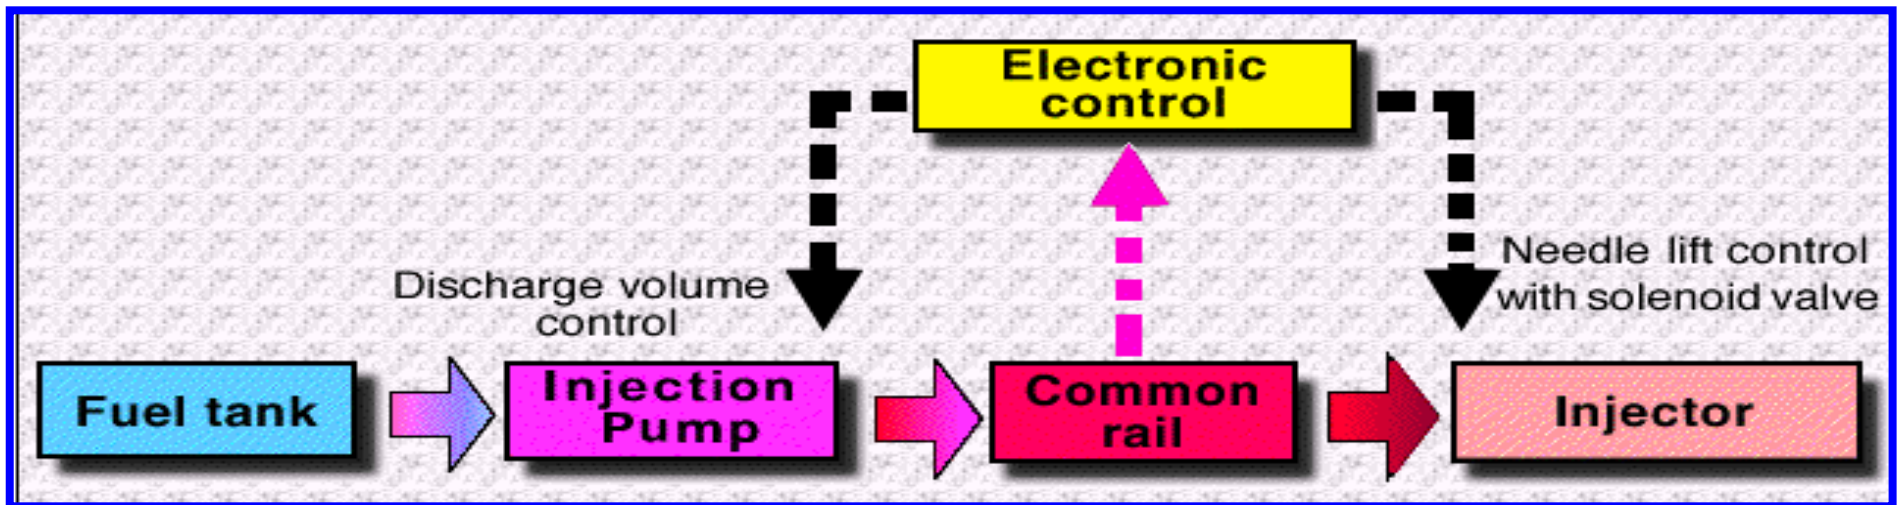 Electronic
control
Discharge volume
control
Needle lift control
with solenoid valve
Fuel tank
Injection
Pump
Common
rail
Injector